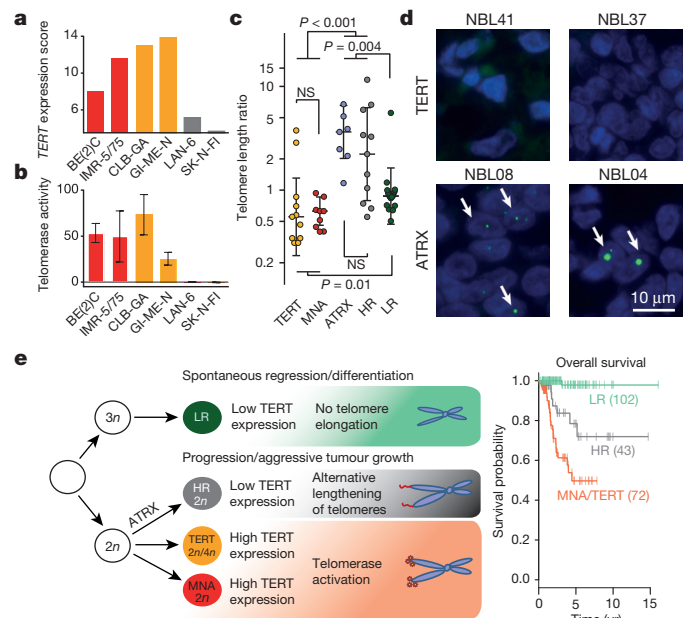 a
TERT expression score
14
8
2
BE(2)C
IMR-5/75
CLB-GA
GI-ME-N
LAN-6
SK-N-FI
b
Telomerase activity
100
50
0
BE(2)C
IMR-5/75
CLB-GA
GI-ME-N
LAN-6
SK-N-FI
c
P < 0.001
P = 0.004
Telomere length ratio
15
NS
5
2
1
0.5
0.2
NS
P = 0.01
TERT
MNA
ATRX
HR
LR
d
NBL41
NBL37
TERT
NBL08
NBL04
ATRX
10 μm
e
Spontaneous regression/differentiation
3n
LR
Low TERT
expression
No telomere
elongation
Progression/aggressive tumour growth
ATRX
HR
2n
Low TERT
expression
Alternative
lengthening
of telomeres
2n
TERT
2n/4n
High TERT
expression
MNA
2n
High TERT
expression
Telomerase
activation
Overall survival
Survival probability
1.0
0.8
0.6
0.4
0.2
0.0
LR (102)
HR (43)
MNA/TERT (72)
0
5
10
15
Time (yr)